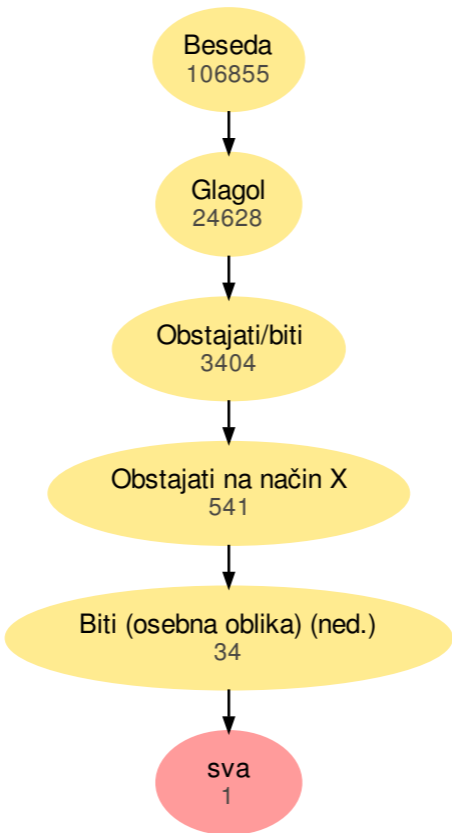 Beseda
106855
Glagol
24628
Obstajati/biti
3404
Obstajati na način X
541
Biti (osebna oblika) (ned.)
34
sva
1